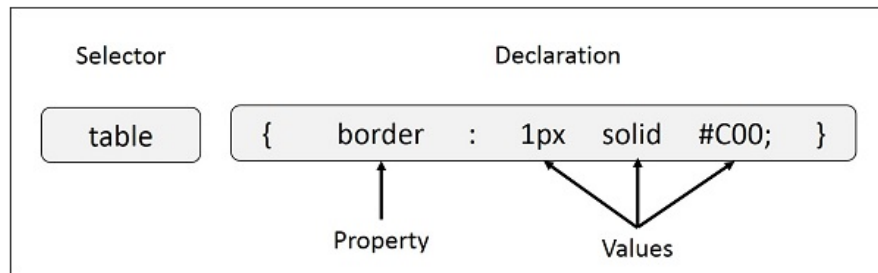 Selector Declaration
table { border : 1px solid #C00; }
Property Values